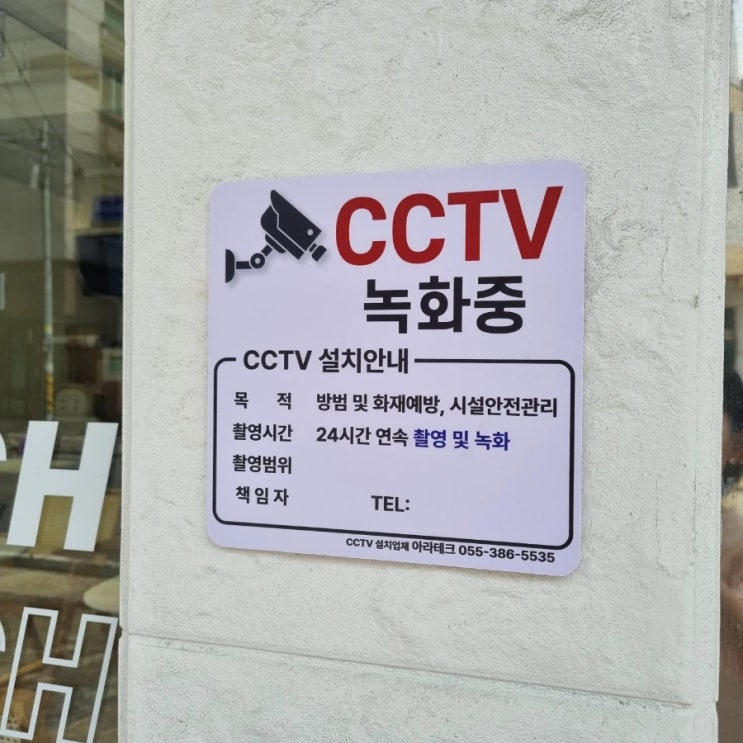 CCTV
녹화중
CCTV 설치안내
목 적 방범 및 화재예방, 시설안전관리
촬영시간 24시간 연속 촬영 및 녹화
촬영범위
책임자 TEL:
CCTV 설치업체 아라테크 055-386-5535
H
CH